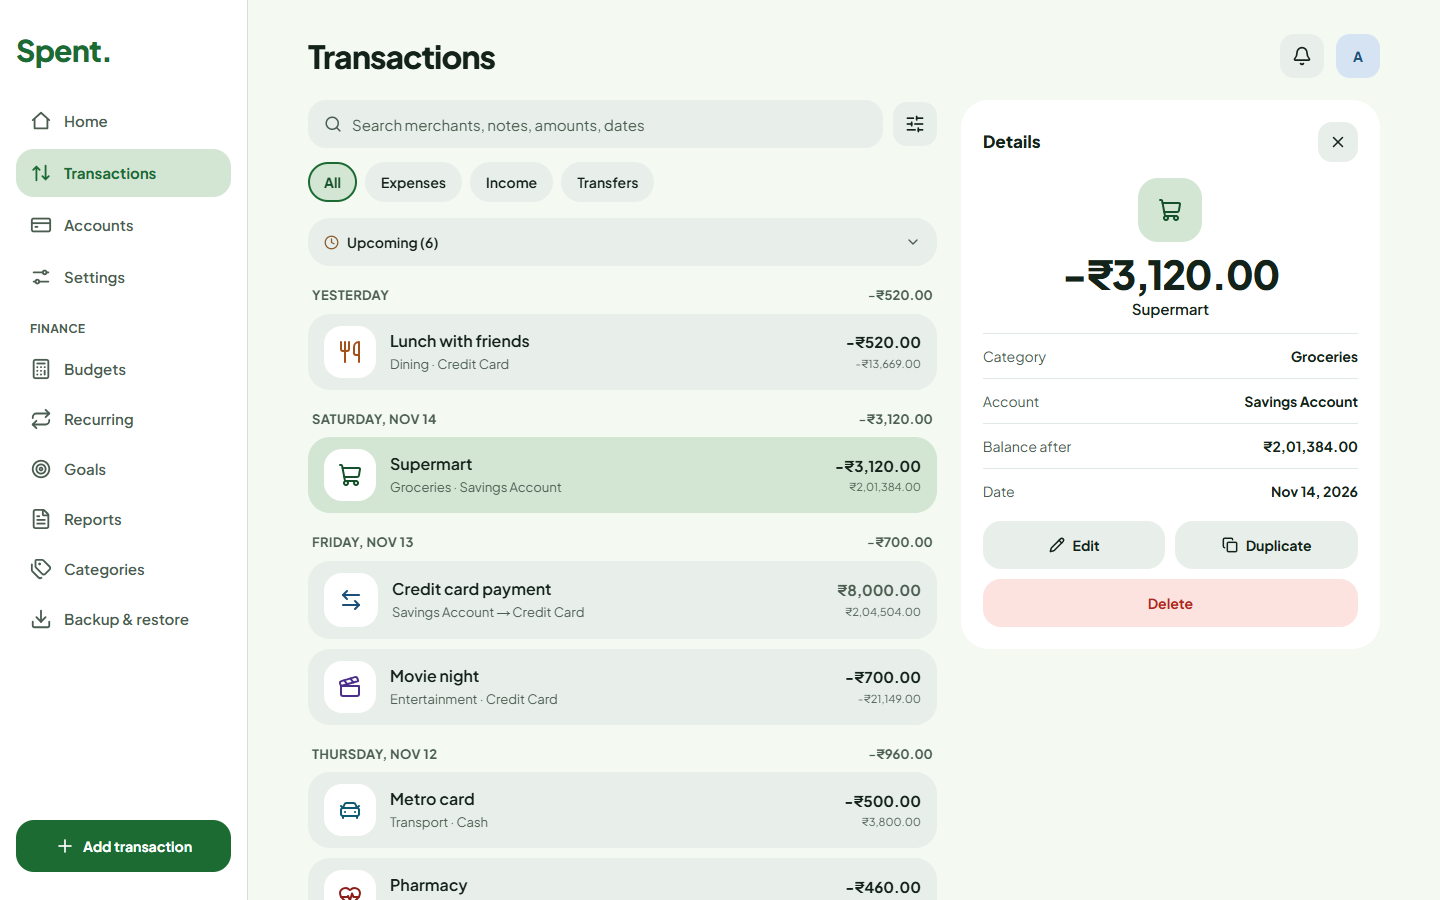 Spent.
Home
Transactions
Accounts
Settings
FINANCE
Budgets
Recurring
Goals
Reports
Categories
Backup & restore
Add transaction
Transactions
A
Search merchants, notes, amounts, dates
All
Expenses
Income
Transfers
Upcoming (6)
YESTERDAY
-₹520.00
Lunch with friends
-₹520.00
Dining · Credit Card
-₹13,669.00
SATURDAY, NOV 14
-₹3,120.00
Supermart
-₹3,120.00
Groceries · Savings Account
₹2,01,384.00
FRIDAY, NOV 13
-₹700.00
Credit card payment
₹8,000.00
Savings Account → Credit Card
₹2,04,504.00
Movie night
-₹700.00
Entertainment · Credit Card
-₹21,149.00
THURSDAY, NOV 12
-₹960.00
Metro card
-₹500.00
Transport · Cash
₹3,800.00
Pharmacy
-₹460.00
Details
-₹3,120.00
Supermart
Category
Groceries
Account
Savings Account
Balance after
₹2,01,384.00
Date
Nov 14, 2026
Edit
Duplicate
Delete